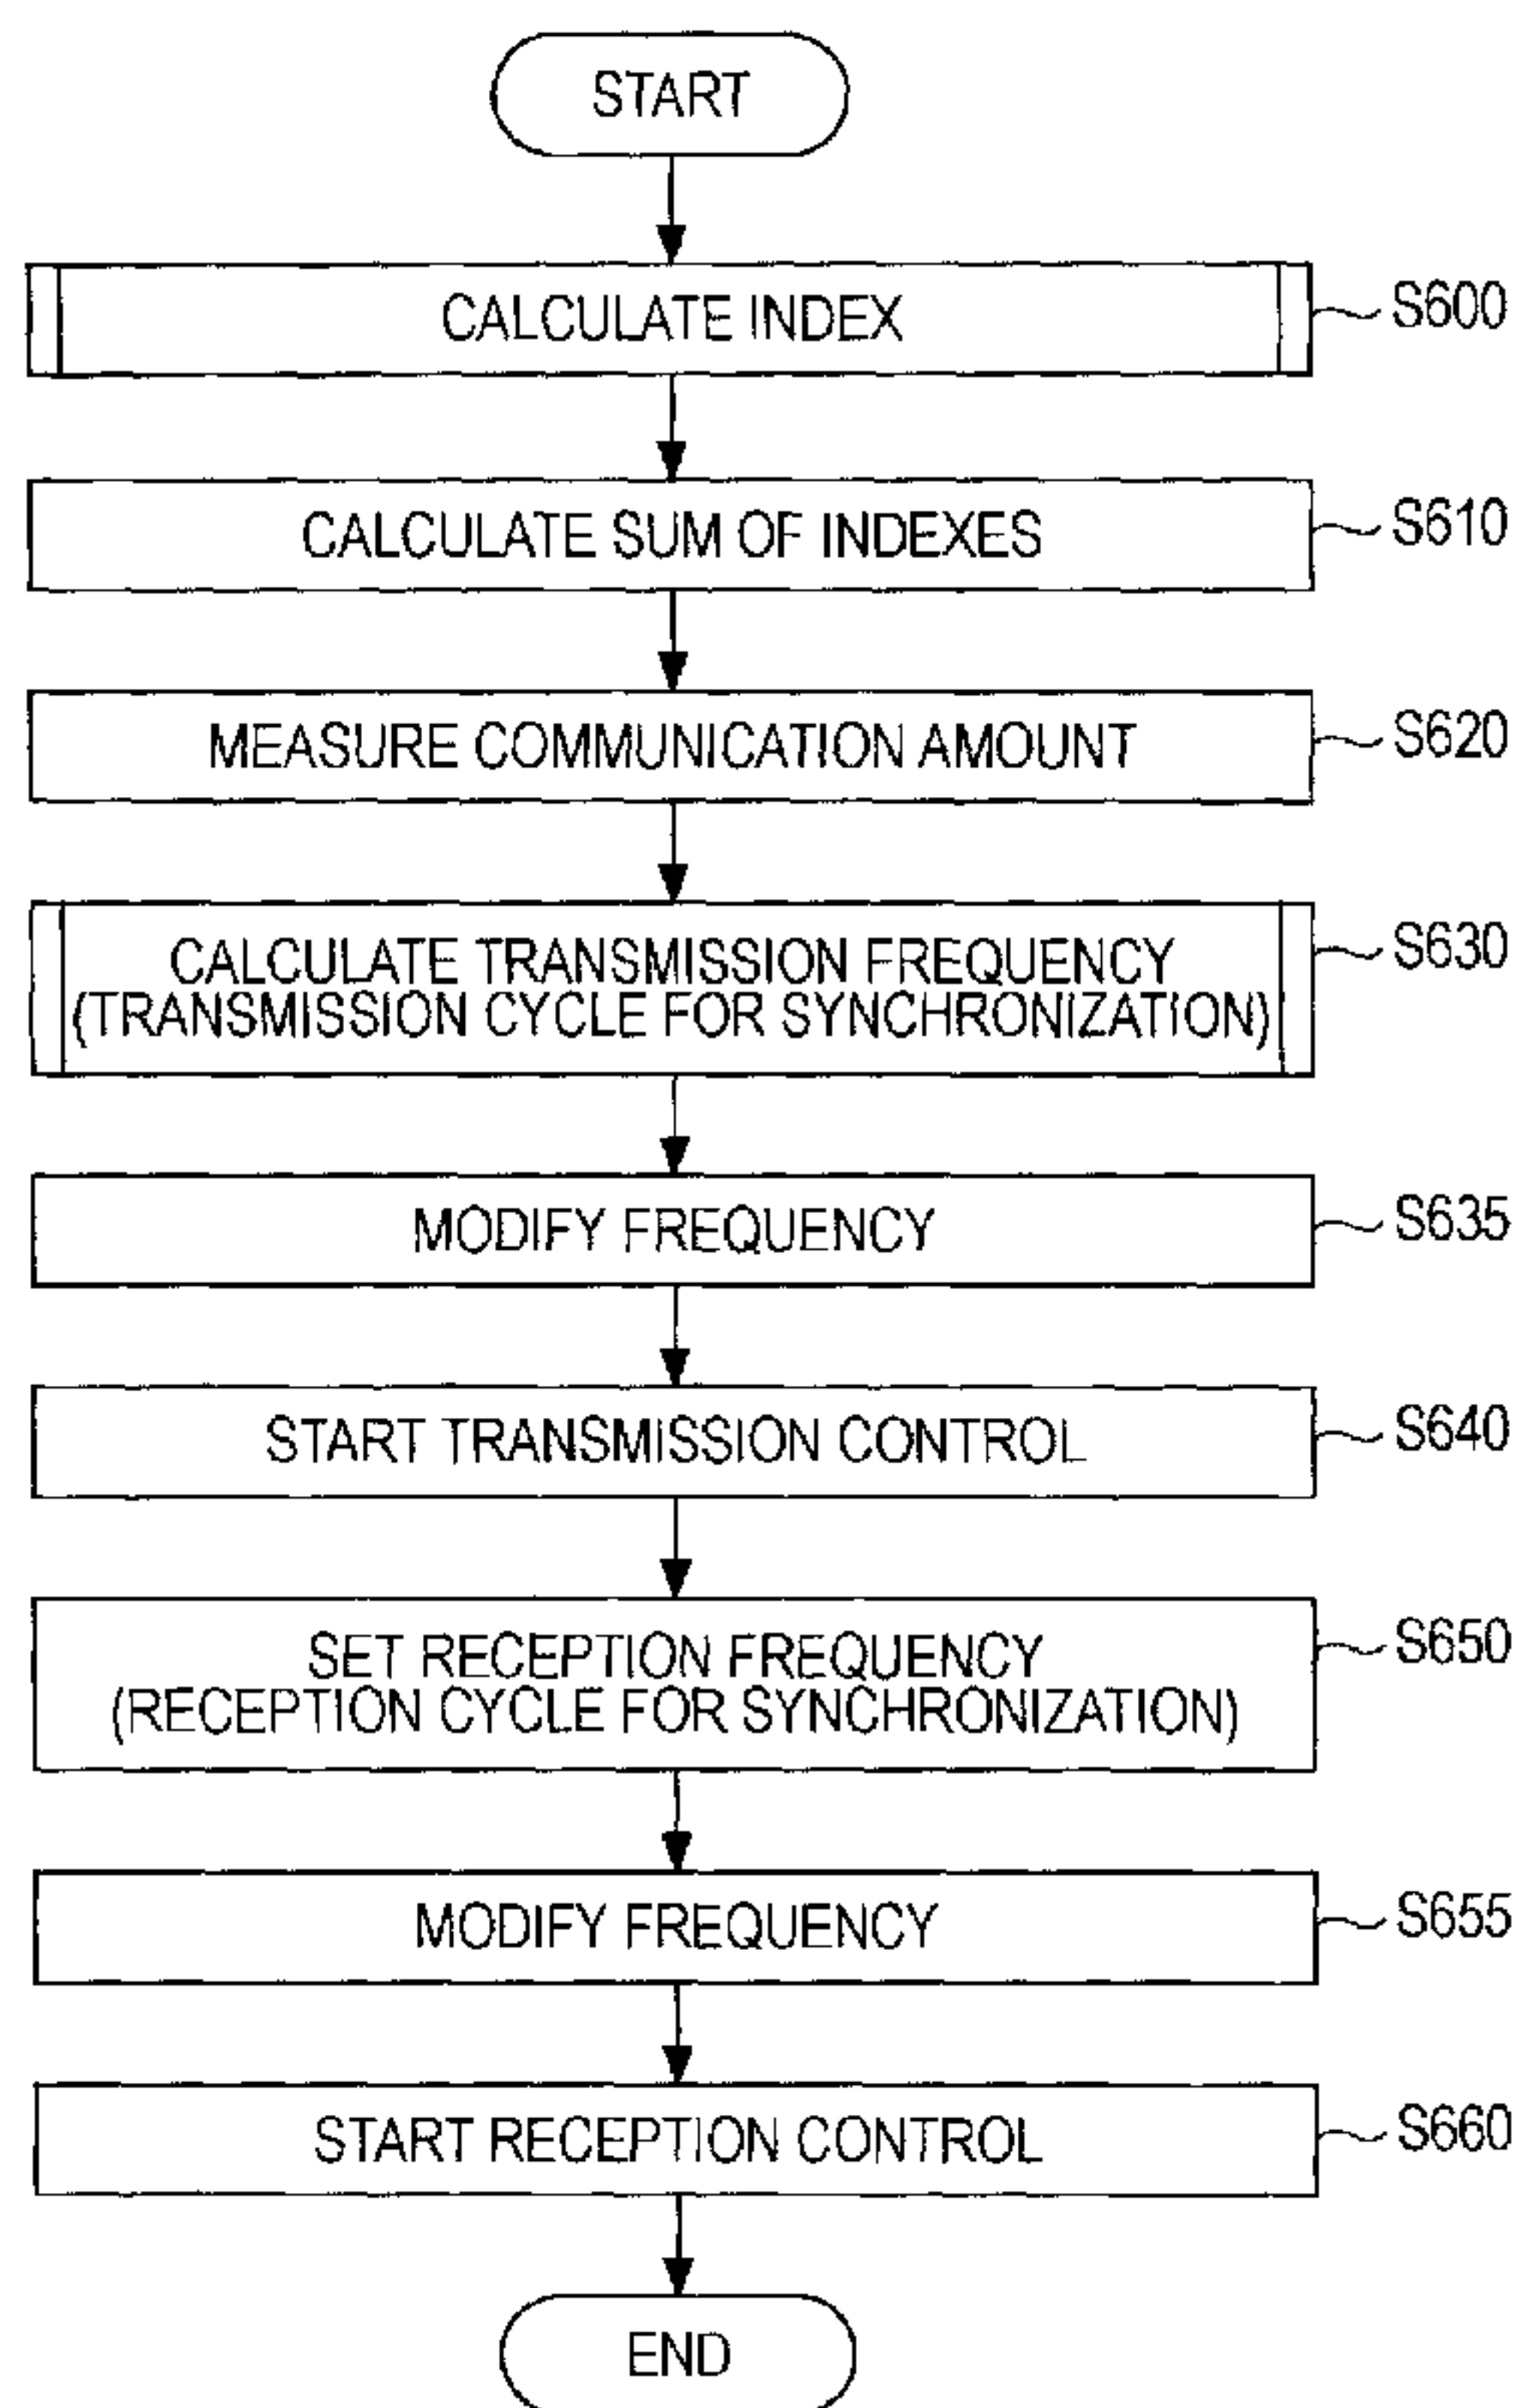 START
CALCULATE INDEX
S600
CALCULATE SUM OF INDEXES
S610
MEASURE COMMUNICATION AMOUNT
S620
CALCULATE TRANSMISSION FREQUENCY
(TRANSMISSION CYCLE FOR SYNCHRONIZATION)
S630
MODIFY FREQUENCY
S635
START TRANSMISSION CONTROL
S640
SET RECEPTION FREQUENCY
(RECEPTION CYCLE FOR SYNCHRONIZATION)
S650
MODIFY FREQUENCY
S655
START RECEPTION CONTROL
S660
END